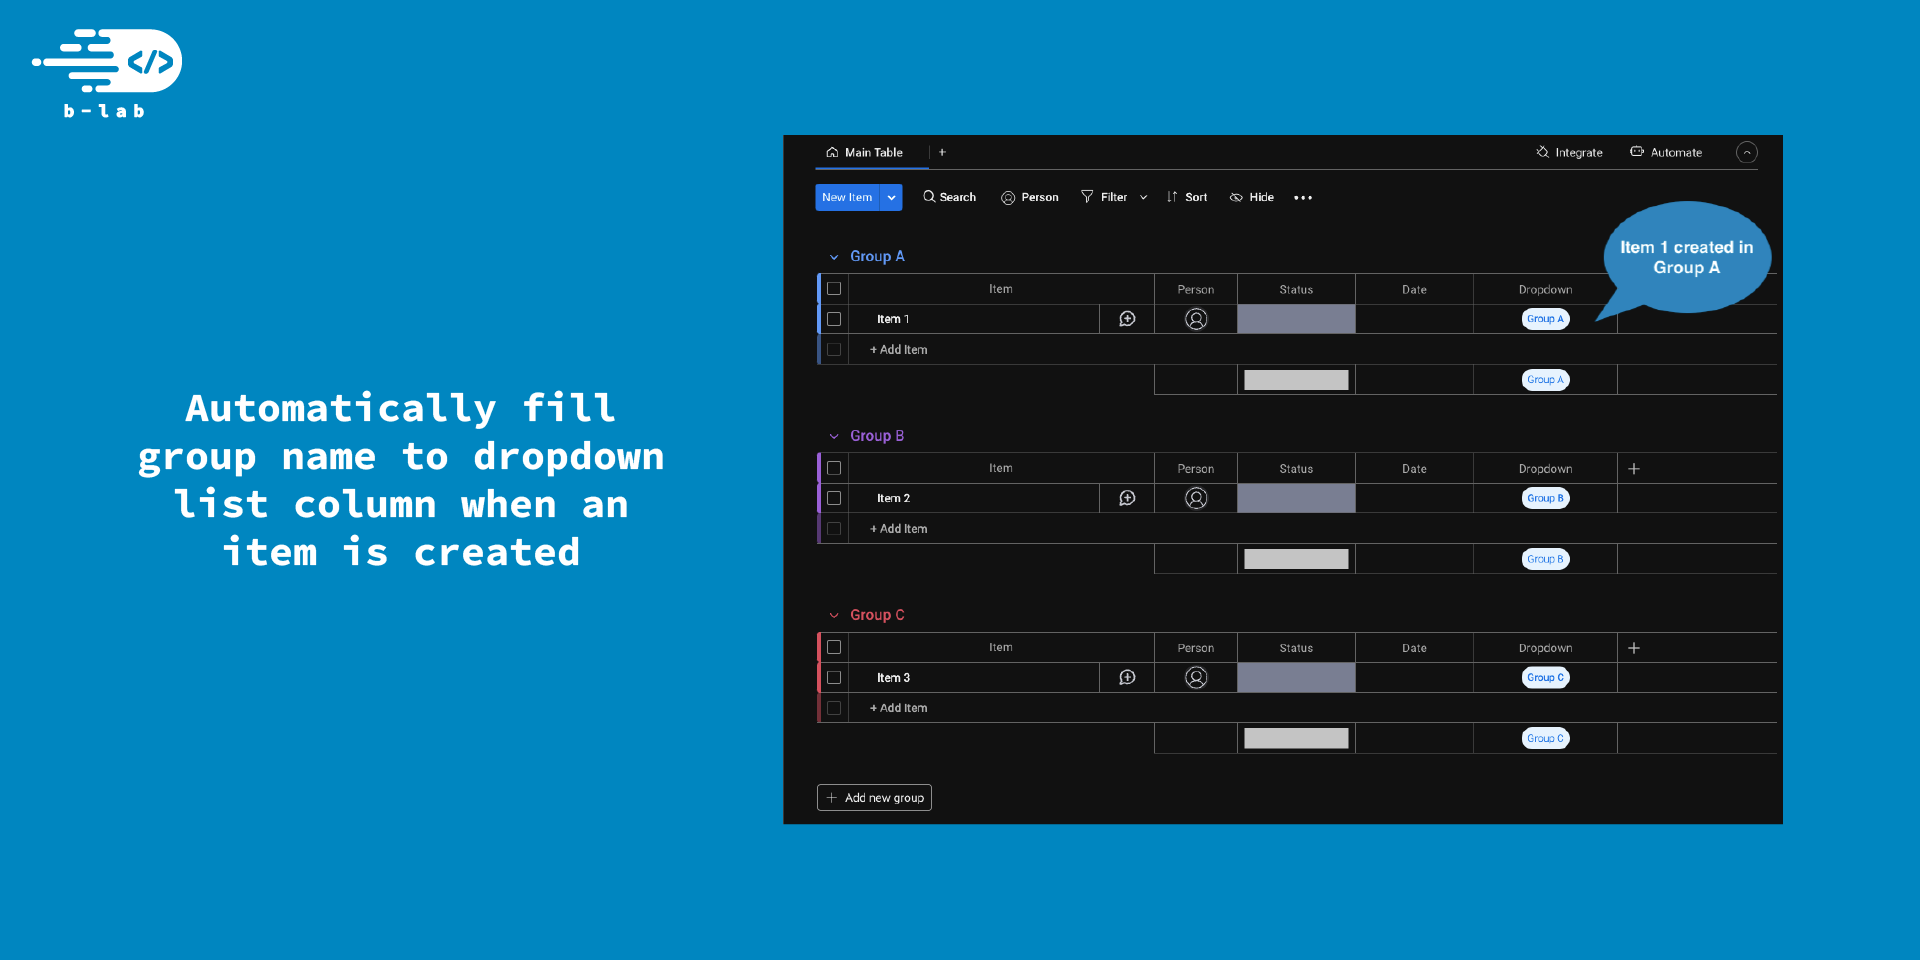 </>
b-lab
Automatically fill
group name to dropdown
list column when an
item is created
Main Table
+
Integrate
Automate
New Item
Search
Person
Filter
Sort
Hide
Item 1 created in
Group A
Group A
Item
Person
Status
Date
Dropdown
Item 1
Group A
+ Add Item
Group A
Group B
Item
Person
Status
Date
Dropdown
+
Item 2
Group B
+ Add Item
Group B
Group C
Item
Person
Status
Date
Dropdown
+
Item 3
Group C
+ Add Item
Group C
+ Add new group